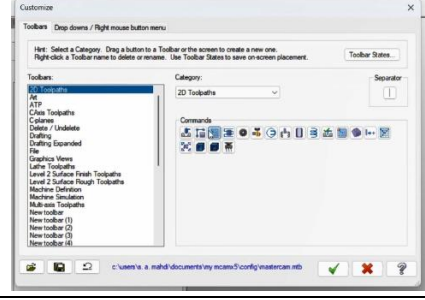 Customize
Toolbars
Drop downs / Right mouse button menu
Hint: Select a Category. Drag a button to a Toolbar or the screen to create a new one.
Right-click a Toolbar name to delete or rename. Use Toolbar States to save on screen placement.
Toolbar States...
Toolbars:
Category:
Separator
2D Toolpaths
Art
ATP
CAxis Toolpaths
Cplanes
Delete / Undelete
Drafting
Drafting Expanded
File
Graphics Views
Lathe Toolpaths
Level 2 Surface Finish Toolpaths
Level 2 Surface Rough Toolpaths
Machine Definition
Machine Simulation
Multi-axis Toolpaths
New toolbar
New toolbar (1)
New toolbar (2)
New toolbar (3)
New toolbar (4)
2D Toolpaths
Commands
c:\users\s. a. mahdi\documents\my mcamx5\config\mastercam.mtb